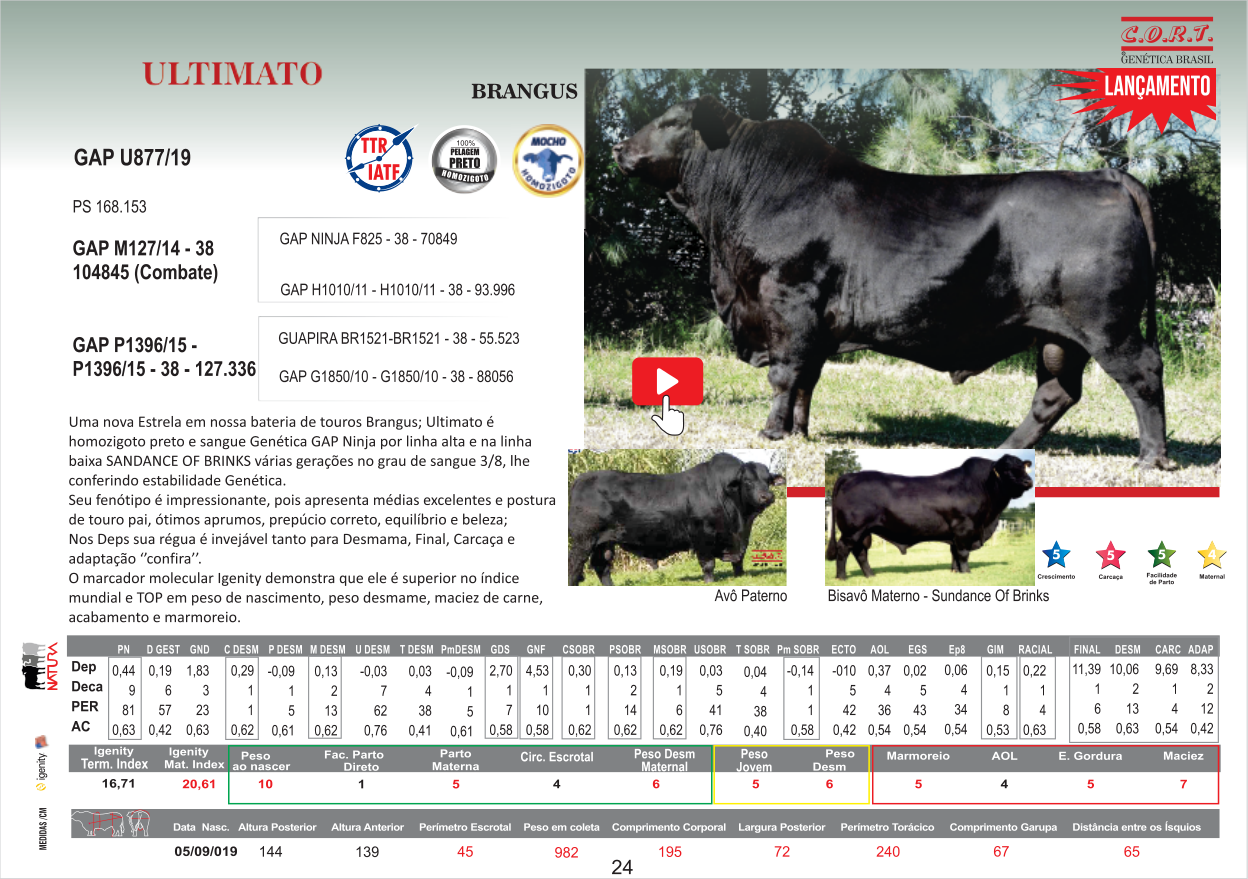 C.O.R.T.
GENÉTICA BRASIL
ULTIMATO
BRANGUS
LANÇAMENTO
GAP U877/19
TTR
IATF
100%
PELAGEM
PRETO
HOMOZIGOTO
MOCHO
HOMOZIGOTO
PS 168.153
GAP M127/14 - 38
104845 (Combate)
GAP NINJA F825 - 38 - 70849
GAP H1010/11 - H1010/11 - 38 - 93.996
GAP P1396/15 -
P1396/15 - 38 - 127.336
GUAPIRA BR1521-BR1521 - 38 - 55.523
GAP G1850/10 - G1850/10 - 38 - 88056
Uma nova Estrela em nossa bateria de touros Brangus; Ultimato é
homozigoto preto e sangue Genética GAP Ninja por linha alta e na linha
baixa SANDANCE OF BRINKS várias gerações no grau de sangue 3/8, lhe
conferindo estabilidade Genética.
Seu fenótipo é impressionante, pois apresenta médias excelentes e postura
de touro pai, ótimos aprumos, prepúcio correto, equilíbrio e beleza;
Nos Deps sua régua é invejável tanto para Desmama, Final, Carcaça e
adaptação ‘’confira’’.
O marcador molecular Igenity demonstra que ele é superior no índice
mundial e TOP em peso de nascimento, peso desmame, maciez de carne,
acabamento e marmoreio.
Avô Paterno
Bisavô Materno - Sundance Of Brinks
5 5 5 4
Crescimento Carcaça Facilidade de Parto Maternal
NATURA
PN D GEST GND C DESM P DESM M DESM U DESM T DESM PmDESM GDS GNF CSOBR PSOBR MSOBR USOBR T SOBR Pm SOBR ECTO AOL EGS Ep8 GIM RACIAL FINAL DESM CARC ADAP
Dep 0,44 0,19 1,83 0,29 -0,09 0,13 -0,03 0,03 -0,09 2,70 4,53 0,30 0,13 0,19 0,03 0,04 -0,14 -010 0,37 0,02 0,06 0,15 0,22 11,39 10,06 9,69 8,33
Deca 9 6 3 1 1 2 7 4 1 1 1 1 2 1 5 4 1 5 4 5 4 1 1 1 2 1 2
PER 81 57 23 1 5 13 62 38 5 1 10 1 14 6 41 38 1 42 36 43 34 8 4 6 13 4 12
AC 0,63 0,42 0,63 0,62 0,61 0,62 0,76 0,41 0,61 0,58 0,58 0,62 0,62 0,62 0,76 0,40 0,58 0,42 0,54 0,54 0,54 0,53 0,63 0,58 0,63 0,54 0,42
igenity
Igenity Term. Index Igenity Mat. Index Peso ao nascer Fac. Parto Direto Parto Materna Circ. Escrotal Peso Desm Maternal Peso Jovem Peso Desm Marmoreio AOL E. Gordura Maciez
16,71 20,61 10 1 5 4 6 5 6 5 4 5 7
MEDIDAS /CM
Data Nasc. Altura Posterior Altura Anterior Perímetro Escrotal Peso em coleta Comprimento Corporal Largura Posterior Perímetro Torácico Comprimento Garupa Distância entre os Ísquios
05/09/019 144 139 45 982 195 72 240 67 65
24